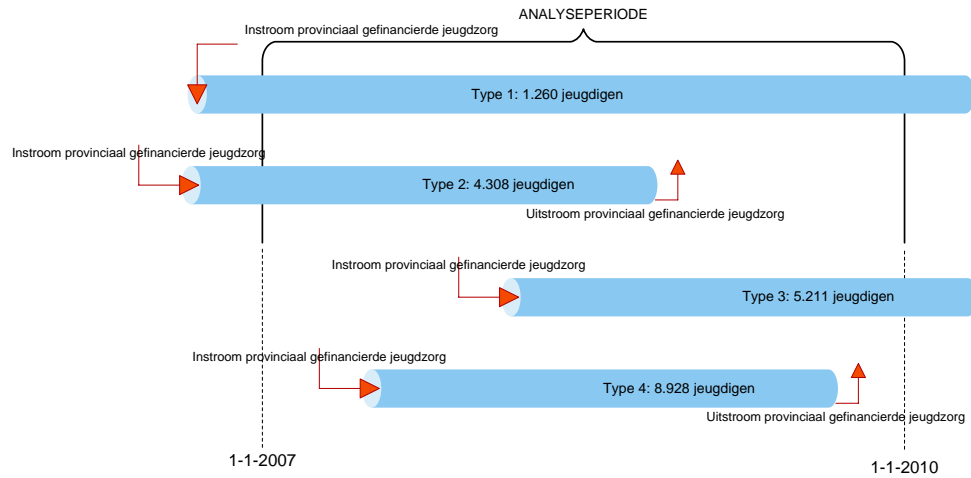 ANALYSEPERIODE
Instroom provinciaal gefinancierde jeugdzorg
Type 1: 1.260 jeugdigen
Instroom provinciaal gefinancierde jeugdzorg
Type 2: 4.308 jeugdigen
Uitstroom provinciaal gefinancierde jeugdzorg
Instroom provinciaal gefinancierde jeugdzorg
Type 3: 5.211 jeugdigen
Instroom provinciaal gefinancierde jeugdzorg
Type 4: 8.928 jeugdigen
Uitstroom provinciaal gefinancierde jeugdzorg
1-1-2007
1-1-2010